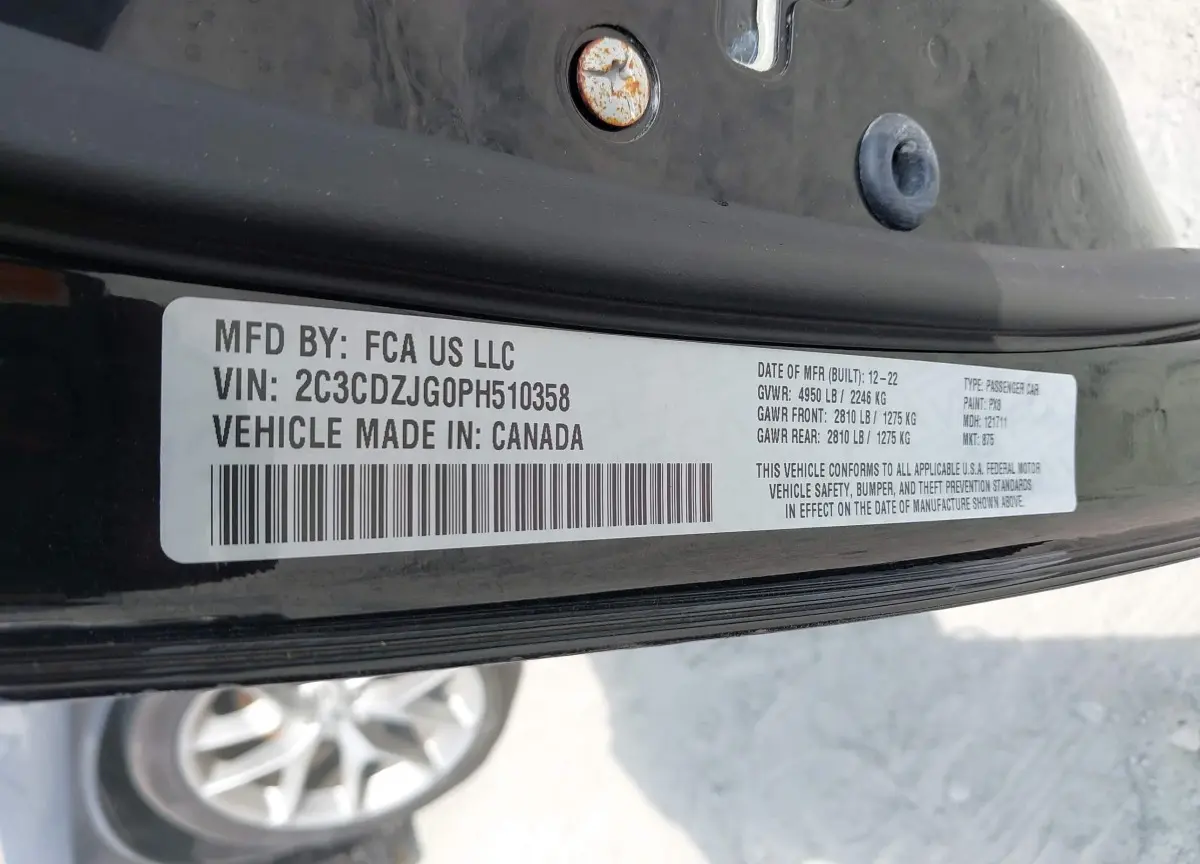 MFD BY: FCA US LLC
VIN: 2C3CDZJG0PH510358
VEHICLE MADE IN: CANADA
DATE OF MFR (BUILT): 12-22
GVWR: 4950 LB / 2246 KG
GAWR FRONT: 2810 LB / 1275 KG
GAWR REAR: 2810 LB / 1275 KG
TYPE: PASSENGER CAR
PAINT: PX8
MDH: 121711
MKT: 875
THIS VEHICLE CONFORMS TO ALL APPLICABLE U.S.A. FEDERAL MOTOR
VEHICLE SAFETY, BUMPER, AND THEFT PREVENTION STANDARDS
IN EFFECT ON THE DATE OF MANUFACTURE SHOWN ABOVE.